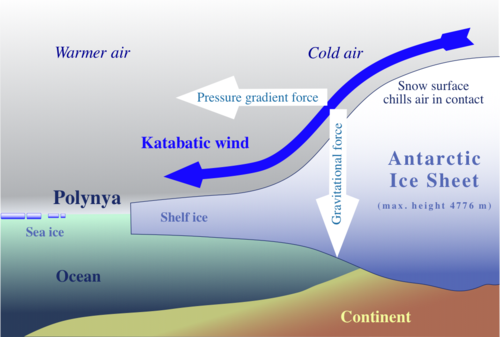 Warmer air
Cold air
Snow surface
chills air in contact
Pressure gradient force
Katabatic wind
Gravitational force
Antarctic
Ice Sheet
(max. height 4776 m)
Polynya
Shelf ice
Sea ice
Ocean
Continent